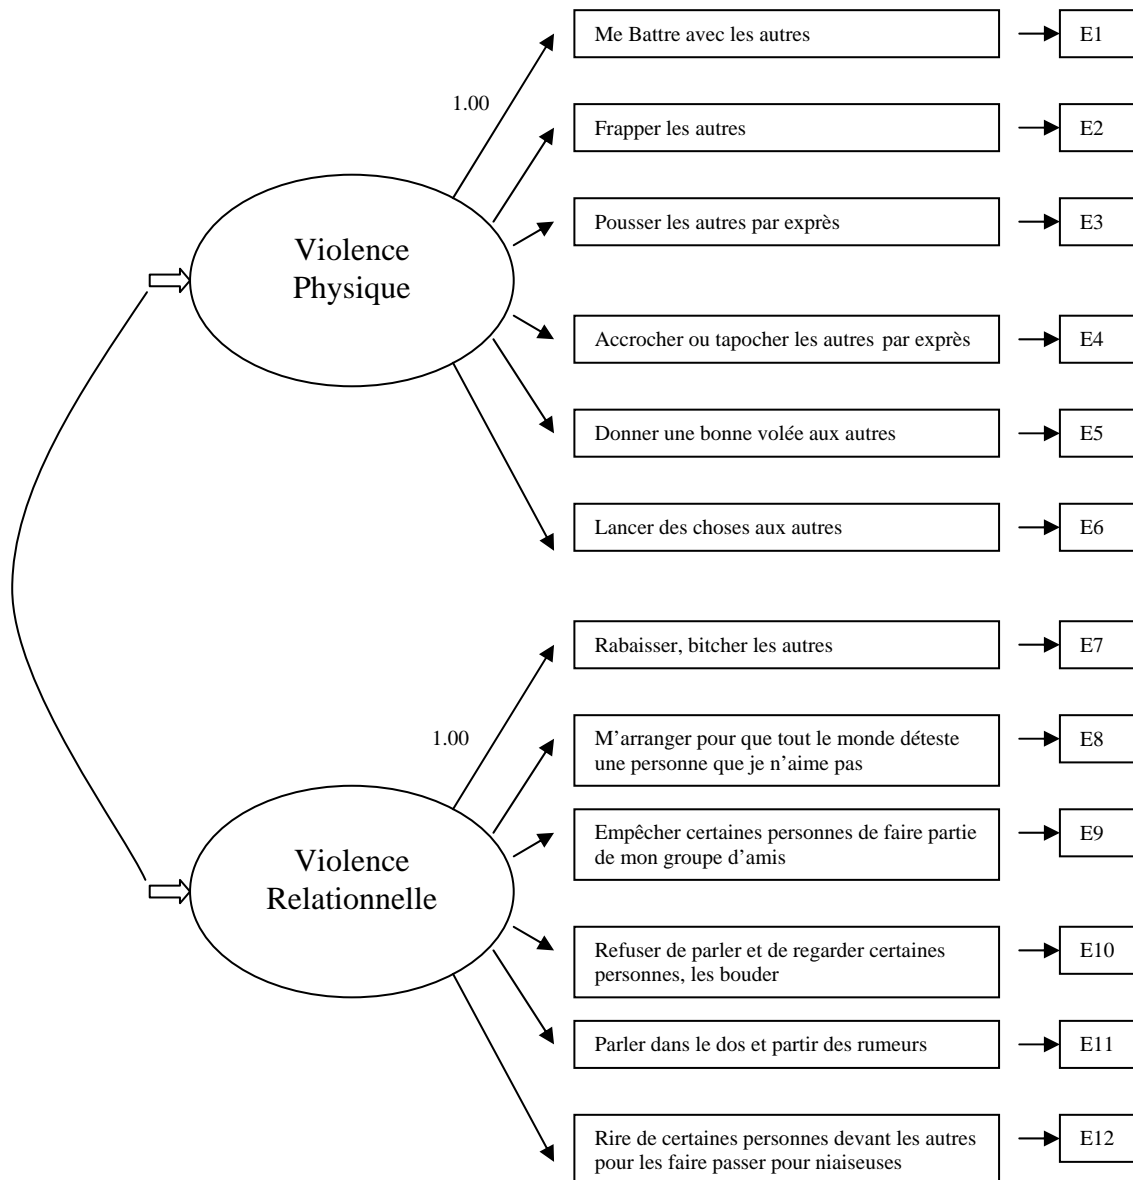 Me Battre avec les autres
E1
1.00
Frapper les autres
E2
Violence
Physique
Pousser les autres par exprès
E3
Accrocher ou tapocher les autres par exprès
E4
Donner une bonne volée aux autres
E5
Lancer des choses aux autres
E6
Rabaisser, bitcher les autres
E7
1.00
M’arranger pour que tout le monde déteste
une personne que je n’aime pas
E8
Violence
Relationnelle
Empêcher certaines personnes de faire partie
de mon groupe d’amis
E9
Refuser de parler et de regarder certaines
personnes, les bouder
E10
Parler dans le dos et partir des rumeurs
E11
Rire de certaines personnes devant les autres
pour les faire passer pour niaiseuses
E12